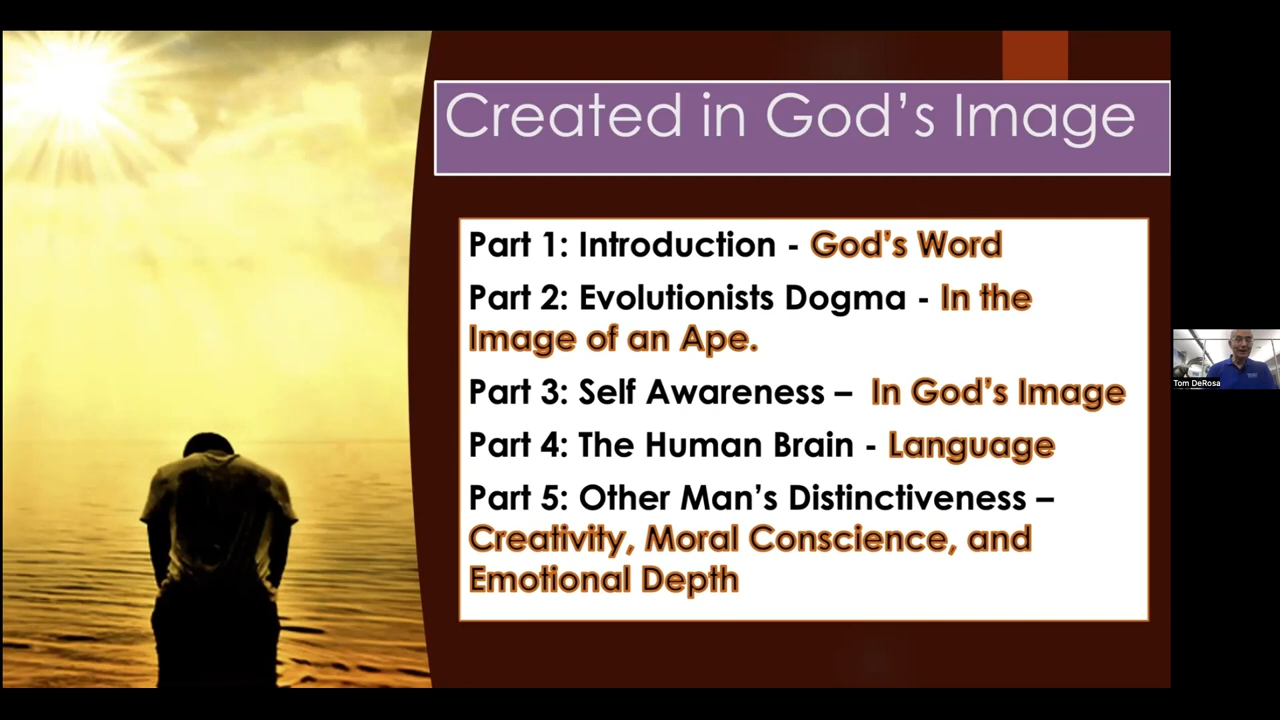 Created in God's Image
Part 1: Introduction - God's Word
Part 2: Evolutionists Dogma - In the
Image of an Ape.
Part 3: Self Awareness – In God's Image
Part 4: The Human Brain - Language
Part 5: Other Man's Distinctiveness –
Creativity, Moral Conscience, and
Emotional Depth
Tom DeRosa